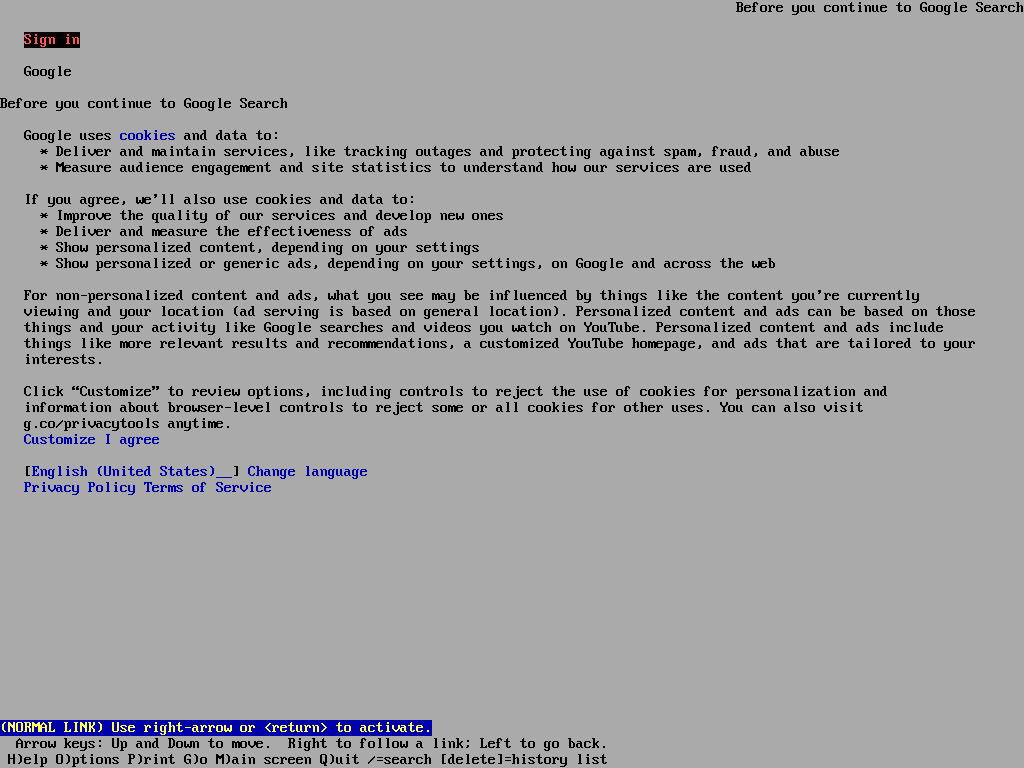 Before you continue to Google Search
Sign in
Google
Before you continue to Google Search
Google uses cookies and data to:
* Deliver and maintain services, like tracking outages and protecting against spam, fraud, and abuse
* Measure audience engagement and site statistics to understand how our services are used
If you agree, we’ll also use cookies and data to:
* Improve the quality of our services and develop new ones
* Deliver and measure the effectiveness of ads
* Show personalized content, depending on your settings
* Show personalized or generic ads, depending on your settings, on Google and across the web
For non-personalized content and ads, what you see may be influenced by things like the content you’re currently
viewing and your location (ad serving is based on general location). Personalized content and ads can be based on those
things and your activity like Google searches and videos you watch on YouTube. Personalized content and ads include
things like more relevant results and recommendations, a customized YouTube homepage, and ads that are tailored to your
interests.
Click “Customize” to review options, including controls to reject the use of cookies for personalization and
information about browser-level controls to reject some or all cookies for other uses. You can also visit
g.co/privacytools anytime.
Customize I agree
[English (United States)__] Change language
Privacy Policy Terms of Service
(NORMAL LINK) Use right-arrow or <return> to activate.
Arrow keys: Up and Down to move.  Right to follow a link; Left to go back.
H)elp O)ptions P)rint G)o M)ain screen Q)uit /=search [delete]=history list